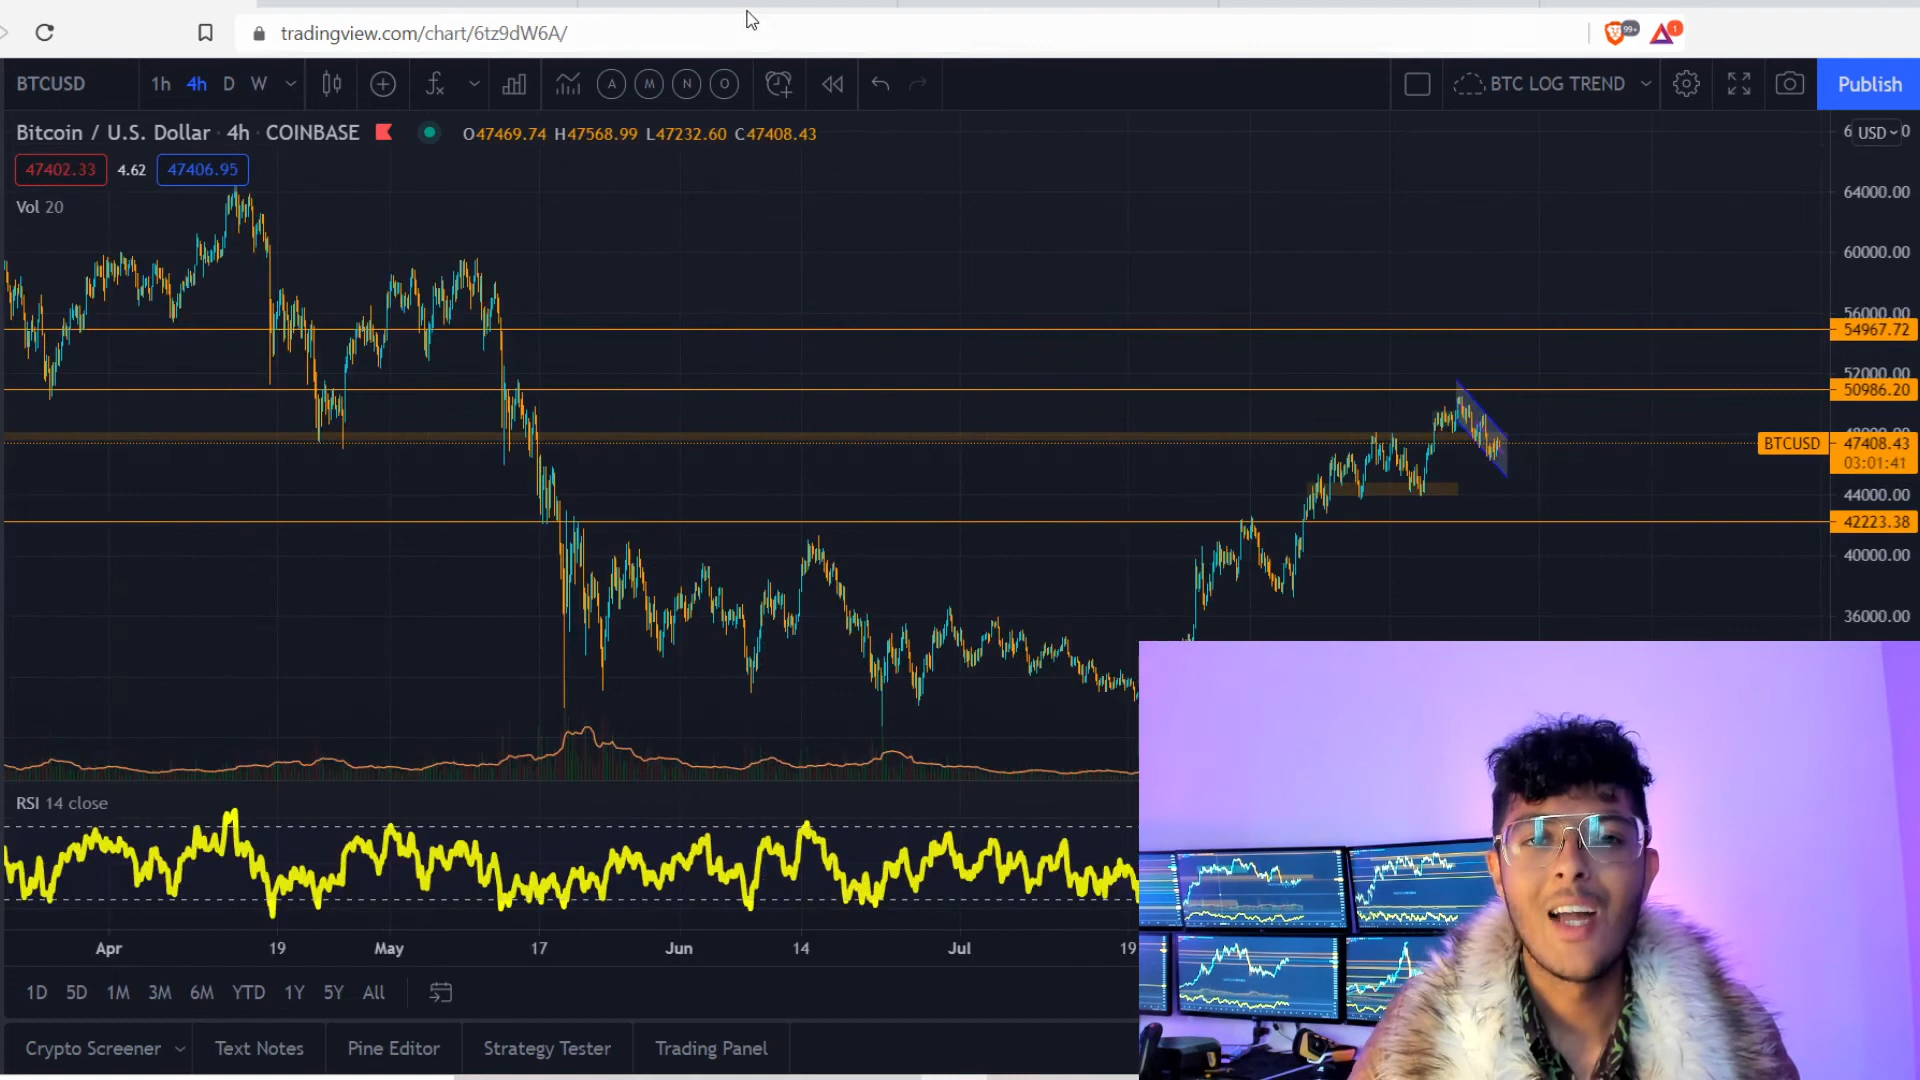 tradingview.com/chart/6tz9dW6A/
99+
1
BTCUSD 1h 4h D W
A M N O
BTC LOG TREND
Publish
Bitcoin / U.S. Dollar · 4h · COINBASE
O47469.74 H47568.99 L47232.60 C47408.43
USD
47402.33 4.62 47406.95
Vol 20
64000.00
60000.00
56000.00
54967.72
52000.00
50986.20
BTCUSD 47408.43
03:01:41
44000.00
42223.38
40000.00
36000.00
RSI 14 close
Apr 19 May 17 Jun 14 Jul 19
1D 5D 1M 3M 6M YTD 1Y 5Y All
Crypto Screener Text Notes Pine Editor Strategy Tester Trading Panel